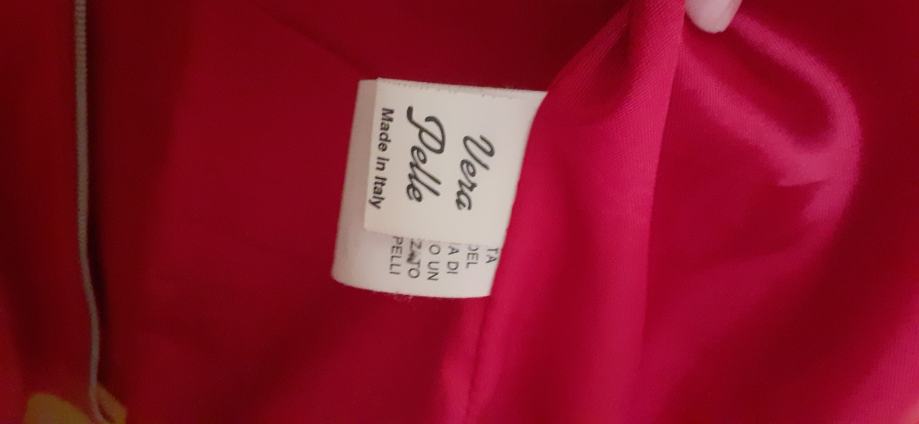 Vera
Pelle
Made in Italy
TA
DEL
A DI
O UN
ZATO
PELLI